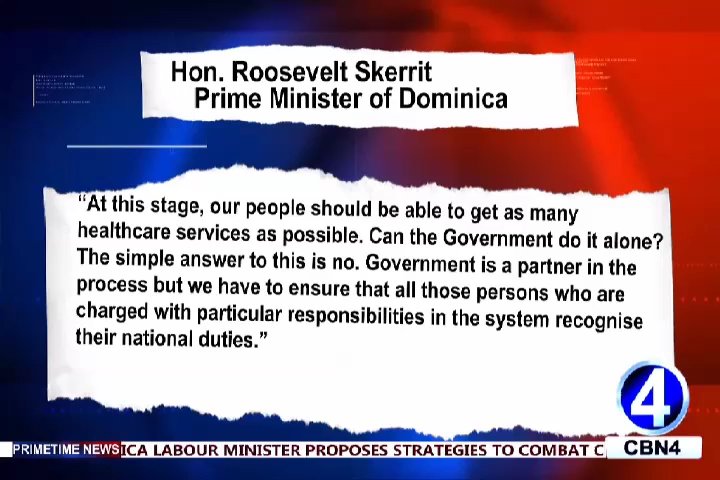 Hon. Roosevelt Skerrit
Prime Minister of Dominica
“At this stage, our people should be able to get as many
healthcare services as possible. Can the Government do it alone?
The simple answer to this is no. Government is a partner in the
process but we have to ensure that all those persons who are
charged with particular responsibilities in the system recognise
their national duties.”
4
PRIMETIME NEWS ICA LABOUR MINISTER PROPOSES STRATEGIES TO COMBAT C CBN4